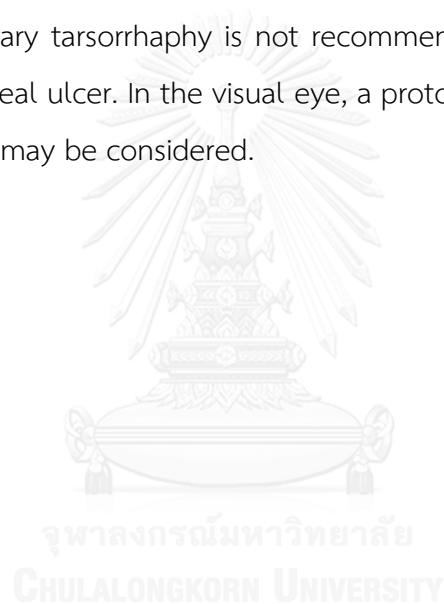 ary tarsorrhaphy is not recommen
eal ulcer. In the visual eye, a proto
may be considered.
จุฬาลงกรณ์มหาวิทยาลัย
CHULALONGKORN UNIVERSITY